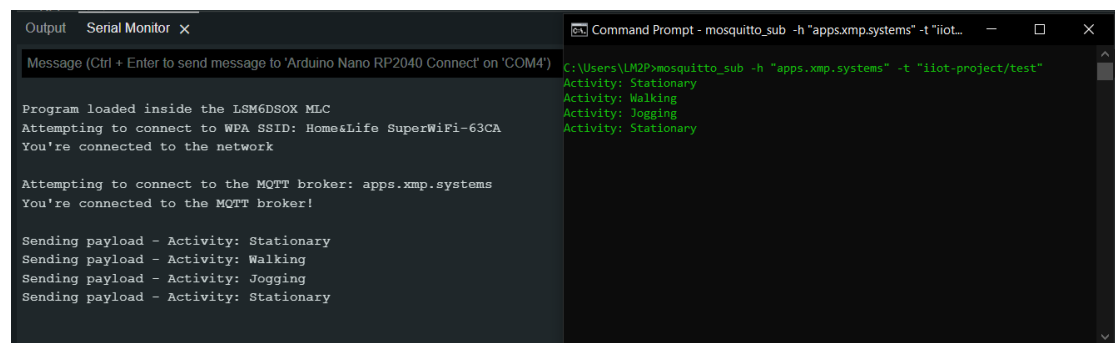 Output Serial Monitor
Message (Ctrl + Enter to send message to 'Arduino Nano RP2040 Connect' on 'COM4')
Program loaded inside the LSM6DSOX MLC
Attempting to connect to WPA SSID: Home&Life SuperWiFi-63CA
You're connected to the network
Attempting to connect to the MQTT broker: apps.xmp.systems
You're connected to the MQTT broker!
Sending payload - Activity: Stationary
Sending payload - Activity: Walking
Sending payload - Activity: Jogging
Sending payload - Activity: Stationary
Command Prompt - mosquitto_sub -h "apps.xmp.systems" -t "iiot...
C:\Users\LM2P>mosquitto_sub -h "apps.xmp.systems" -t "iiot-project/test"
Activity: Stationary
Activity: Walking
Activity: Jogging
Activity: Stationary